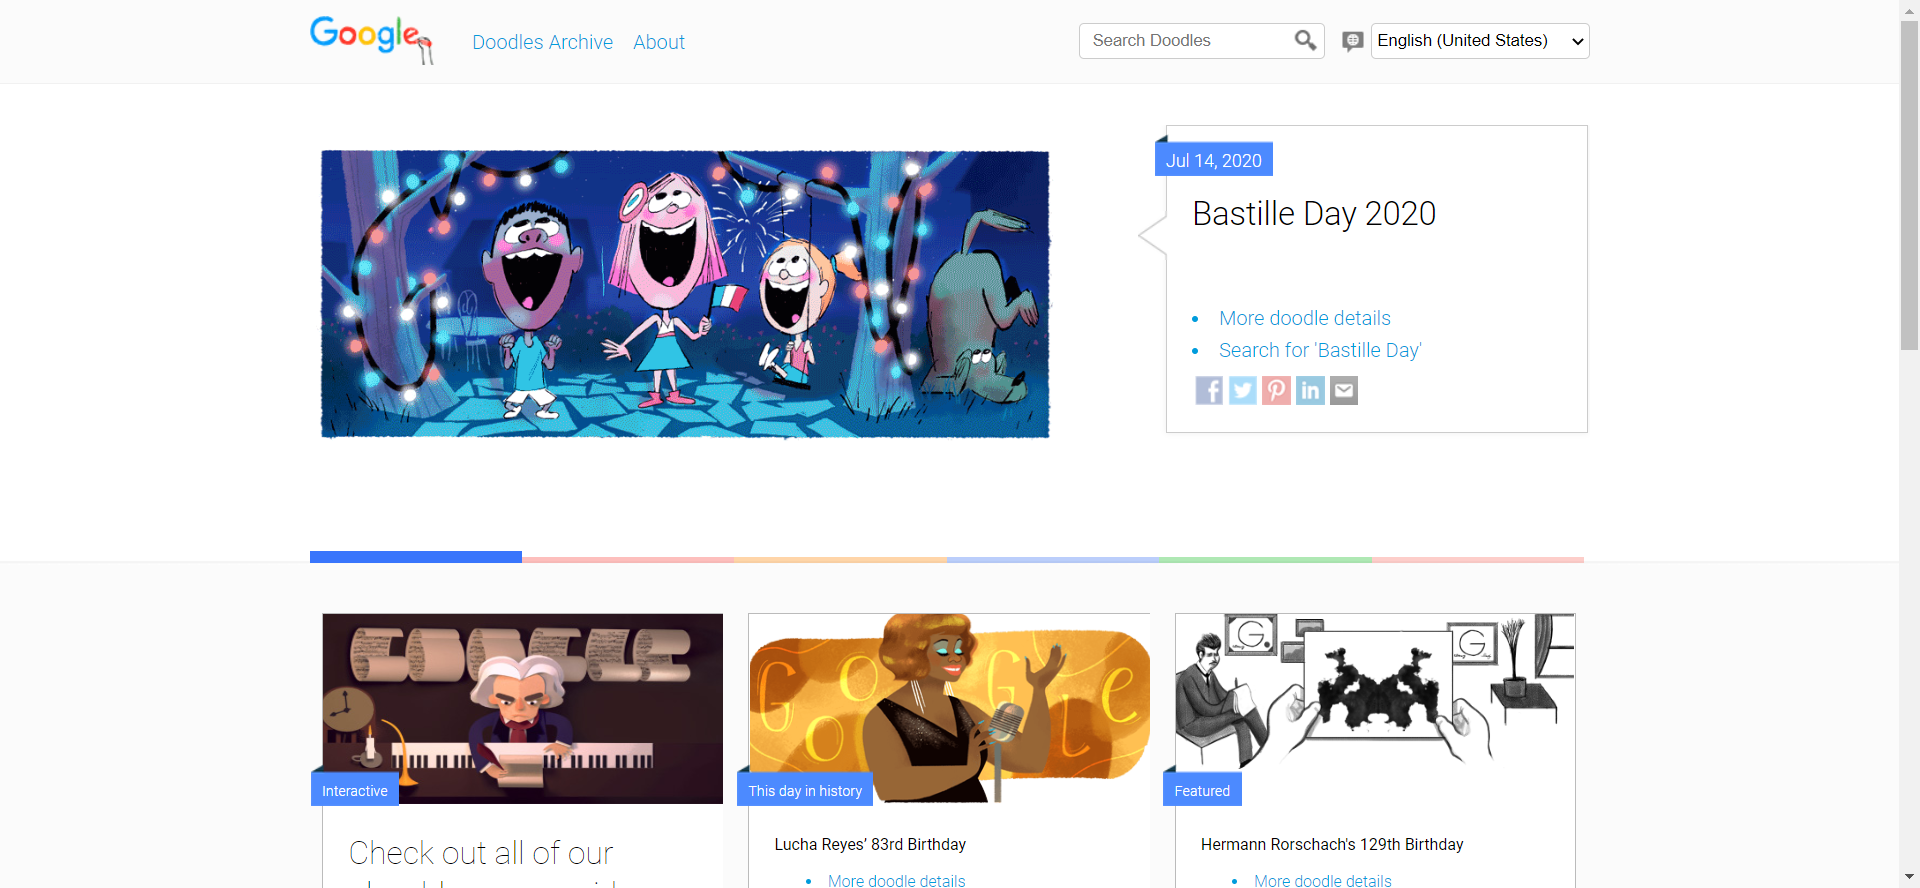 Google
Doodles Archive
About
Search Doodles
English (United States)
Jul 14, 2020
Bastille Day 2020
More doodle details
Search for 'Bastille Day'
GOOGLE
Interactive
Check out all of our
Google
This day in history
Lucha Reyes’ 83rd Birthday
More doodle details
G
G
Featured
Hermann Rorschach's 129th Birthday
More doodle details